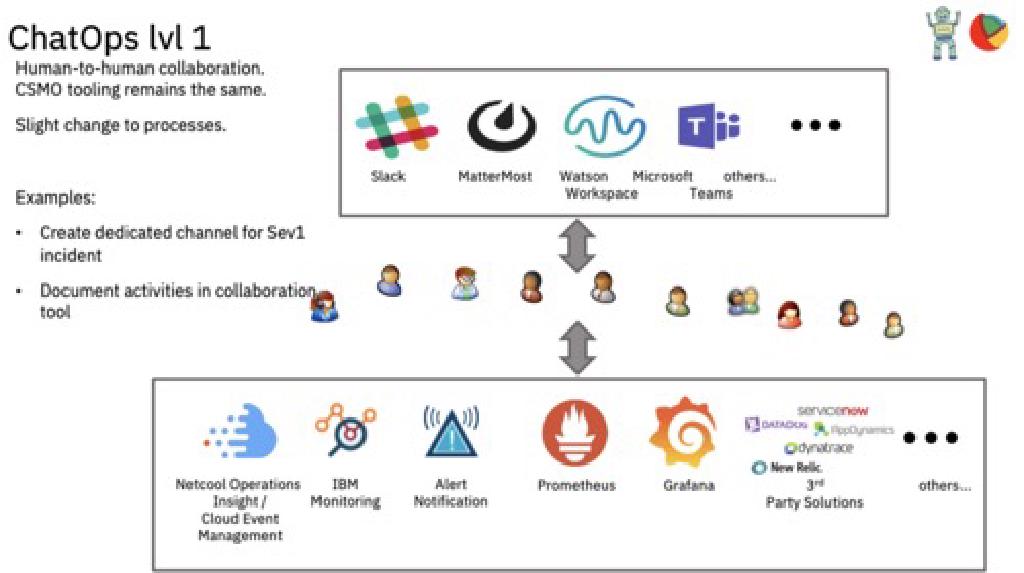 ChatOps lvl 1
Human-to-human collaboration.
CSMO tooling remains the same.
Slight change to processes.
Examples:
• Create dedicated channel for Sev1
incident
• Document activities in collaboration
tool
Slack
MatterMost
Watson
Workspace
Microsoft
Teams
others...
T
Netcool Operations
Insight /
Cloud Event
Management
IBM
Monitoring
Alert
Notification
Prometheus
Grafana
servicenow
DATADOG
AppDynamics
dynatrace
New Relic.
3rd
Party Solutions
others...